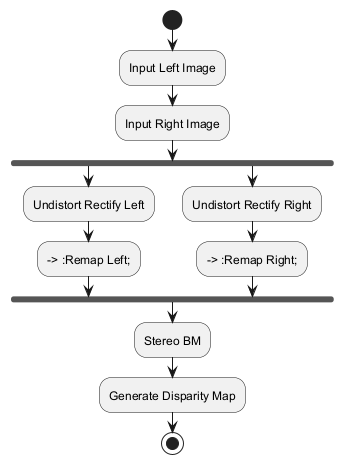 Input Left Image
Input Right Image
Undistort Rectify Left
Undistort Rectify Right
-> :Remap Left;
-> :Remap Right;
Stereo BM
Generate Disparity Map